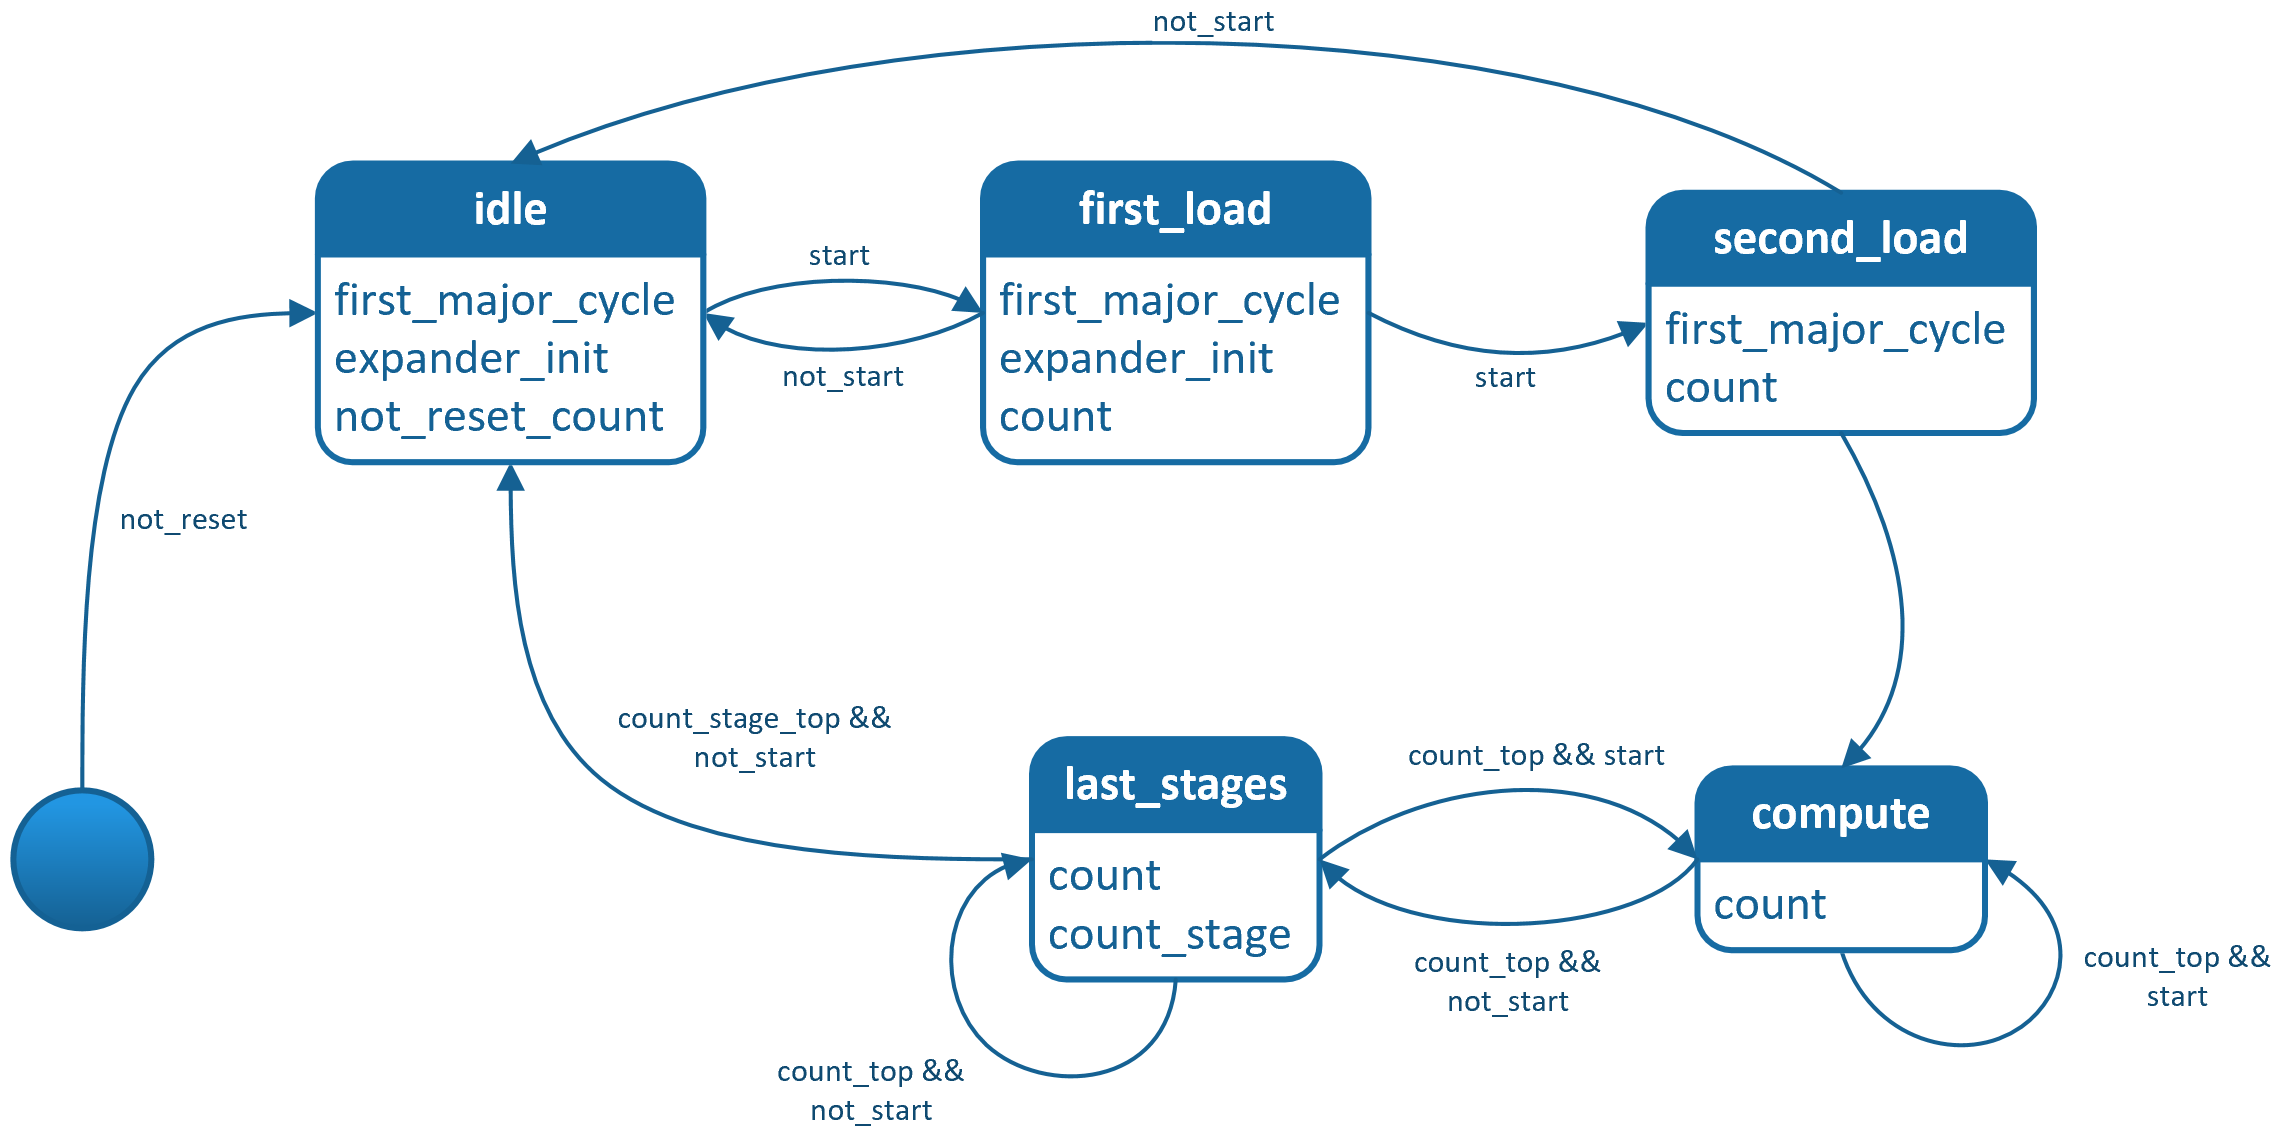 not_start
idle
first_major_cycle
expander_init
not_reset_count
start
not_start
first_load
first_major_cycle
expander_init
count
start
second_load
first_major_cycle
count
not_reset
count_stage_top &&
not_start
last_stages
count
count_stage
count_top && start
compute
count
count_top &&
not_start
count_top &&
start
count_top &&
not_start